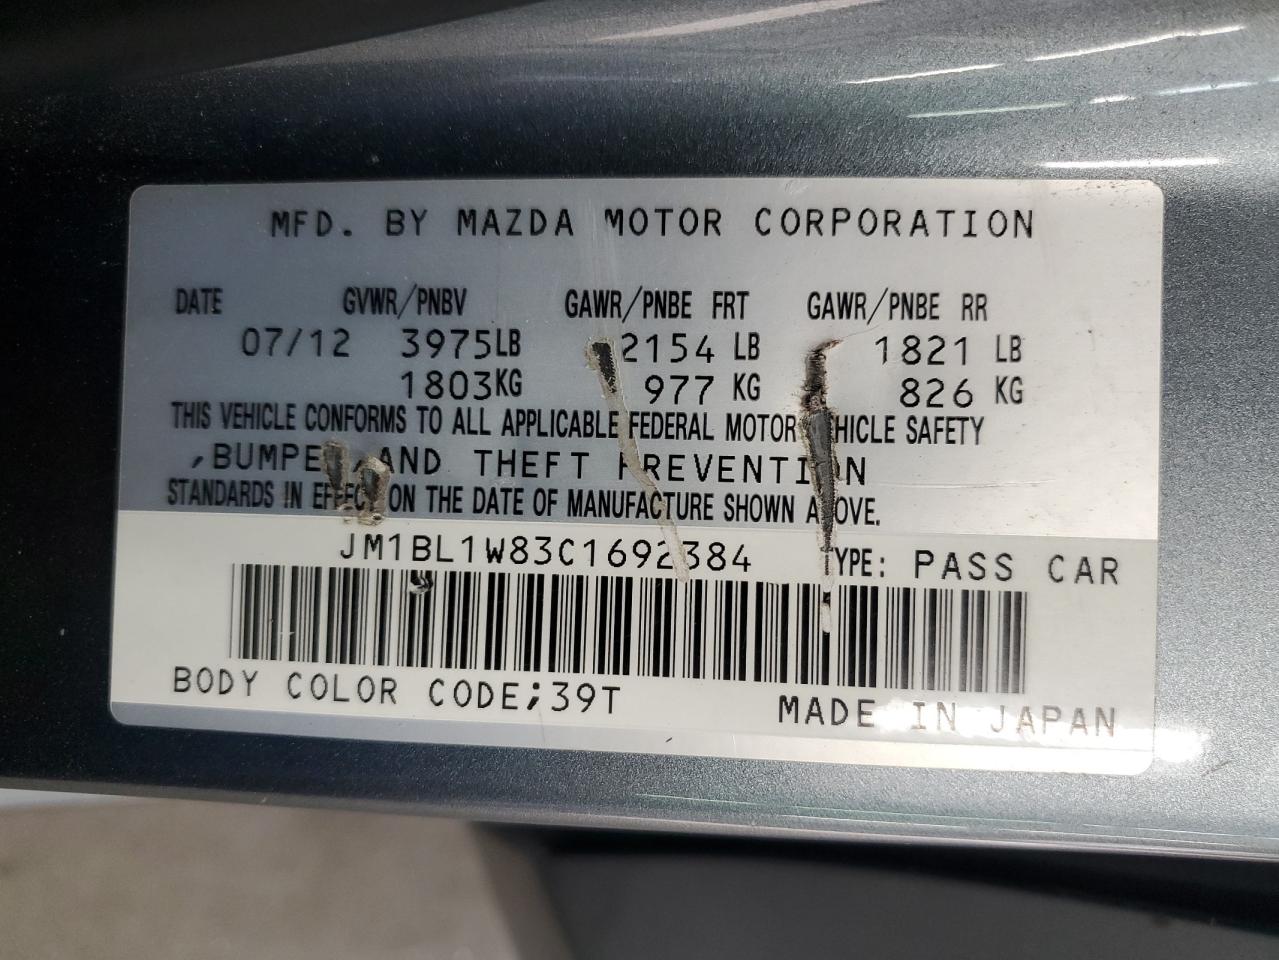 MFD. BY MAZDA MOTOR CORPORATION
DATE GVWR/PNBV GAWR/PNBE FRT GAWR/PNBE RR
07/12 3975LB 2154 LB 1821 LB
1803KG 977 KG 826 KG
THIS VEHICLE CONFORMS TO ALL APPLICABLE FEDERAL MOTOR VEHICLE SAFETY
,BUMPER, AND THEFT PREVENTION
STANDARDS IN EFFECT ON THE DATE OF MANUFACTURE SHOWN ABOVE.
JM1BL1W83C1692384 TYPE: PASS CAR
BODY COLOR CODE;39T MADE IN JAPAN